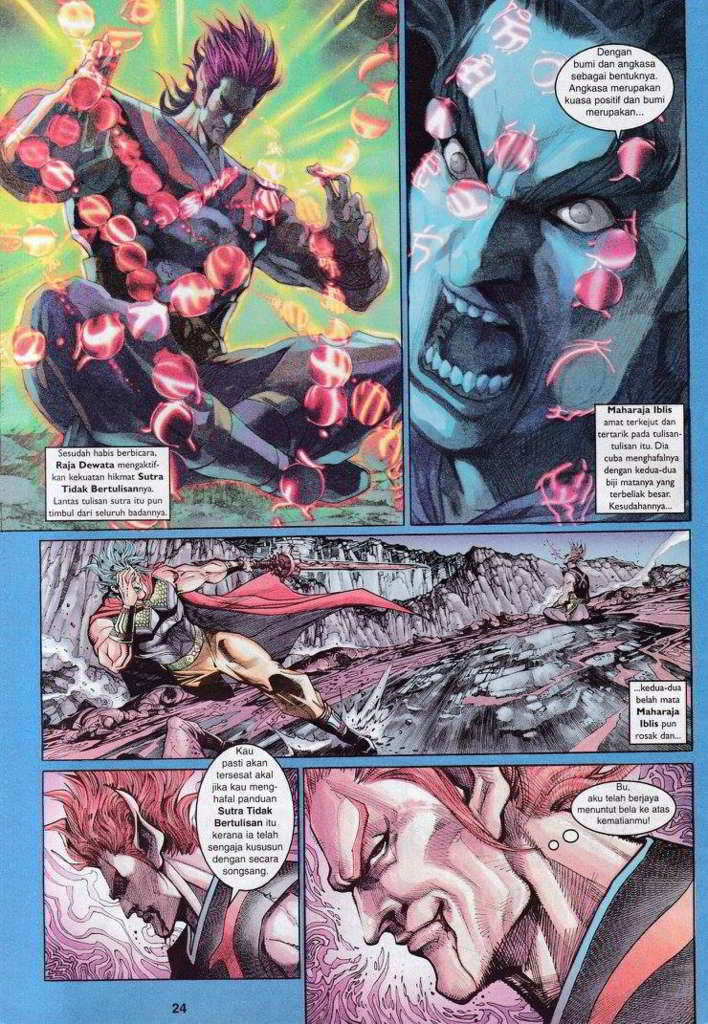 Sesudah habis berbicara,
Raja Dewata mengaktif-
kan kekuatan hikmat Sutra
Tidak Bertulisannya.
Lantas tulisan sutra itu pun
timbul dari seluruh badannya.
Dengan
bumi dan angkasa
sebagai bentuknya.
Angkasa merupakan
kuasa positif dan bumi
merupakan...
Maharaja Iblis
amat terkejut dan
tertarik pada tulisan-
tulisan itu. Dia
cuba menghafalnya
dengan kedua-dua
biji matanya yang
terbeliak besar.
Kesudahannya...
...kedua-dua
belah mata
Maharaja
Iblis pun
rosak dan...
Kau
pasti akan
tersesat akal
jika kau meng-
hafal panduan
Sutra Tidak
Bertulisan itu
kerana ia telah
sengaja kususun
dengan secara
songsang.
Bu,
aku telah berjaya
menuntut bela ke atas
kematianmu!
24